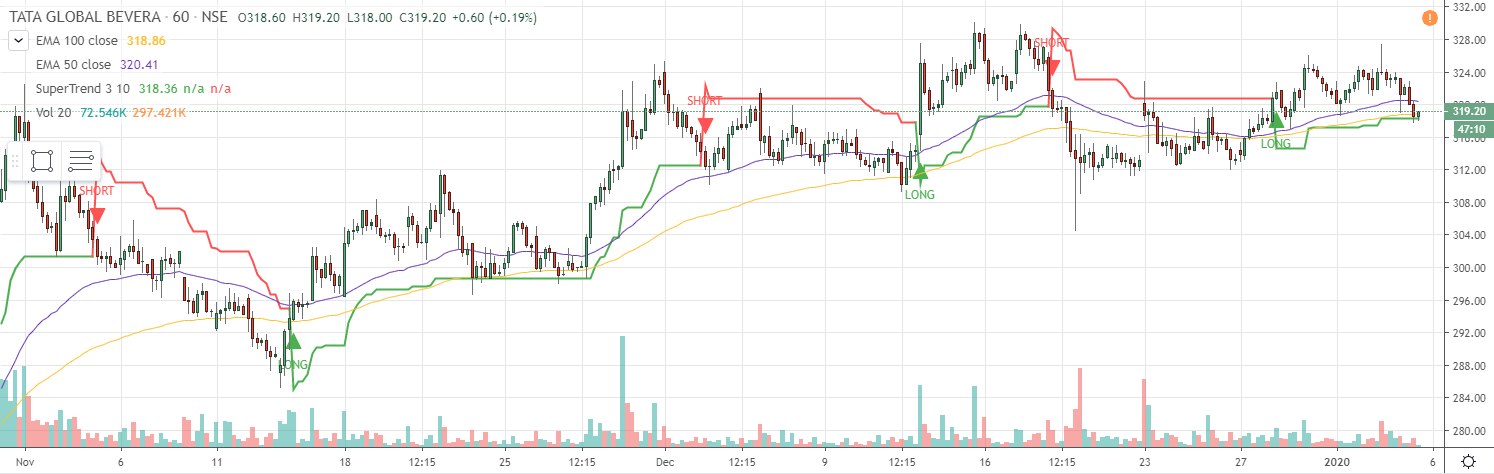 TATA GLOBAL BEVERA · 60 · NSE O318.60 H319.20 L318.00 C319.20 +0.60 (+0.19%)
EMA 100 close 318.86
EMA 50 close 320.41
SuperTrend 3 10 318.36 n/a n/a
Vol 20 72.546K 297.421K
SHORT
LONG
SHORT
LONG
SHORT
LONG
332.00
328.00
324.00
319.20
47:10
312.00
308.00
304.00
300.00
296.00
292.00
288.00
284.00
280.00
Nov 6 11 18 12:15 25 12:15 Dec 12:15 9 12:15 16 12:15 23 27 2020 6